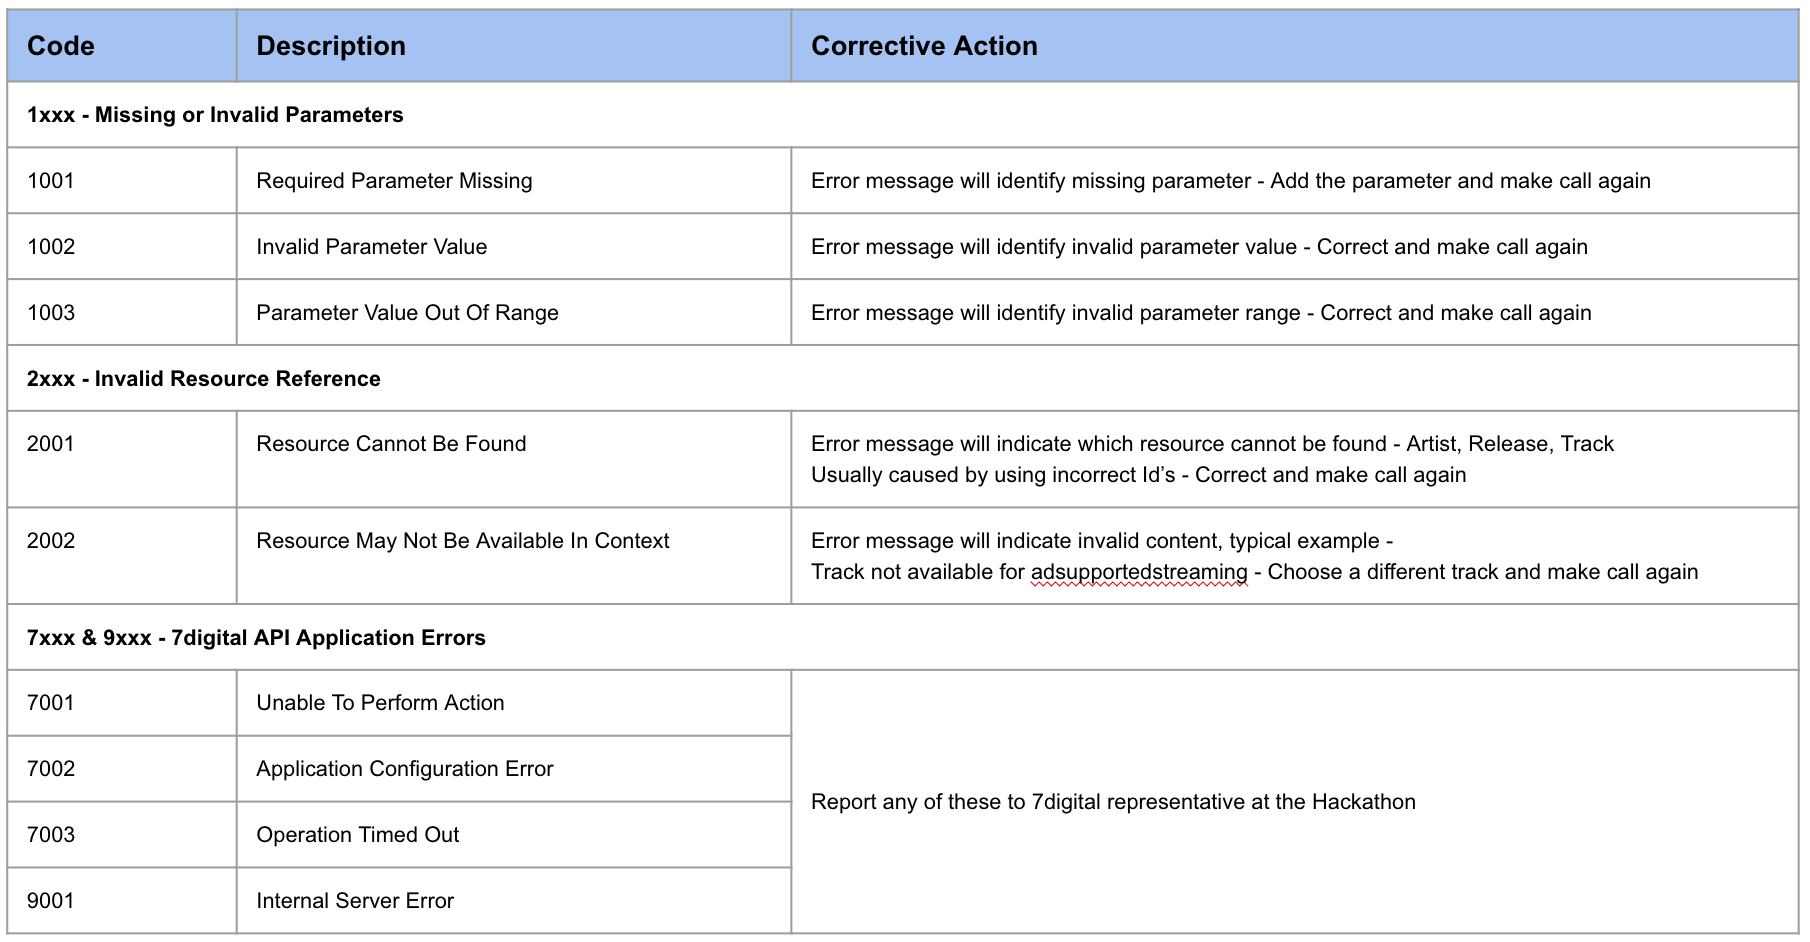 Code Description Corrective Action
1xxx - Missing or Invalid Parameters
1001 Required Parameter Missing Error message will identify missing parameter - Add the parameter and make call again
1002 Invalid Parameter Value Error message will identify invalid parameter value - Correct and make call again
1003 Parameter Value Out Of Range Error message will identify invalid parameter range - Correct and make call again
2xxx - Invalid Resource Reference
2001 Resource Cannot Be Found Error message will indicate which resource cannot be found - Artist, Release, Track
Usually caused by using incorrect Id’s - Correct and make call again
2002 Resource May Not Be Available In Context Error message will indicate invalid content, typical example -
Track not available for adsupportedstreaming - Choose a different track and make call again
7xxx & 9xxx - 7digital API Application Errors
7001 Unable To Perform Action
7002 Application Configuration Error
Report any of these to 7digital representative at the Hackathon
7003 Operation Timed Out
9001 Internal Server Error